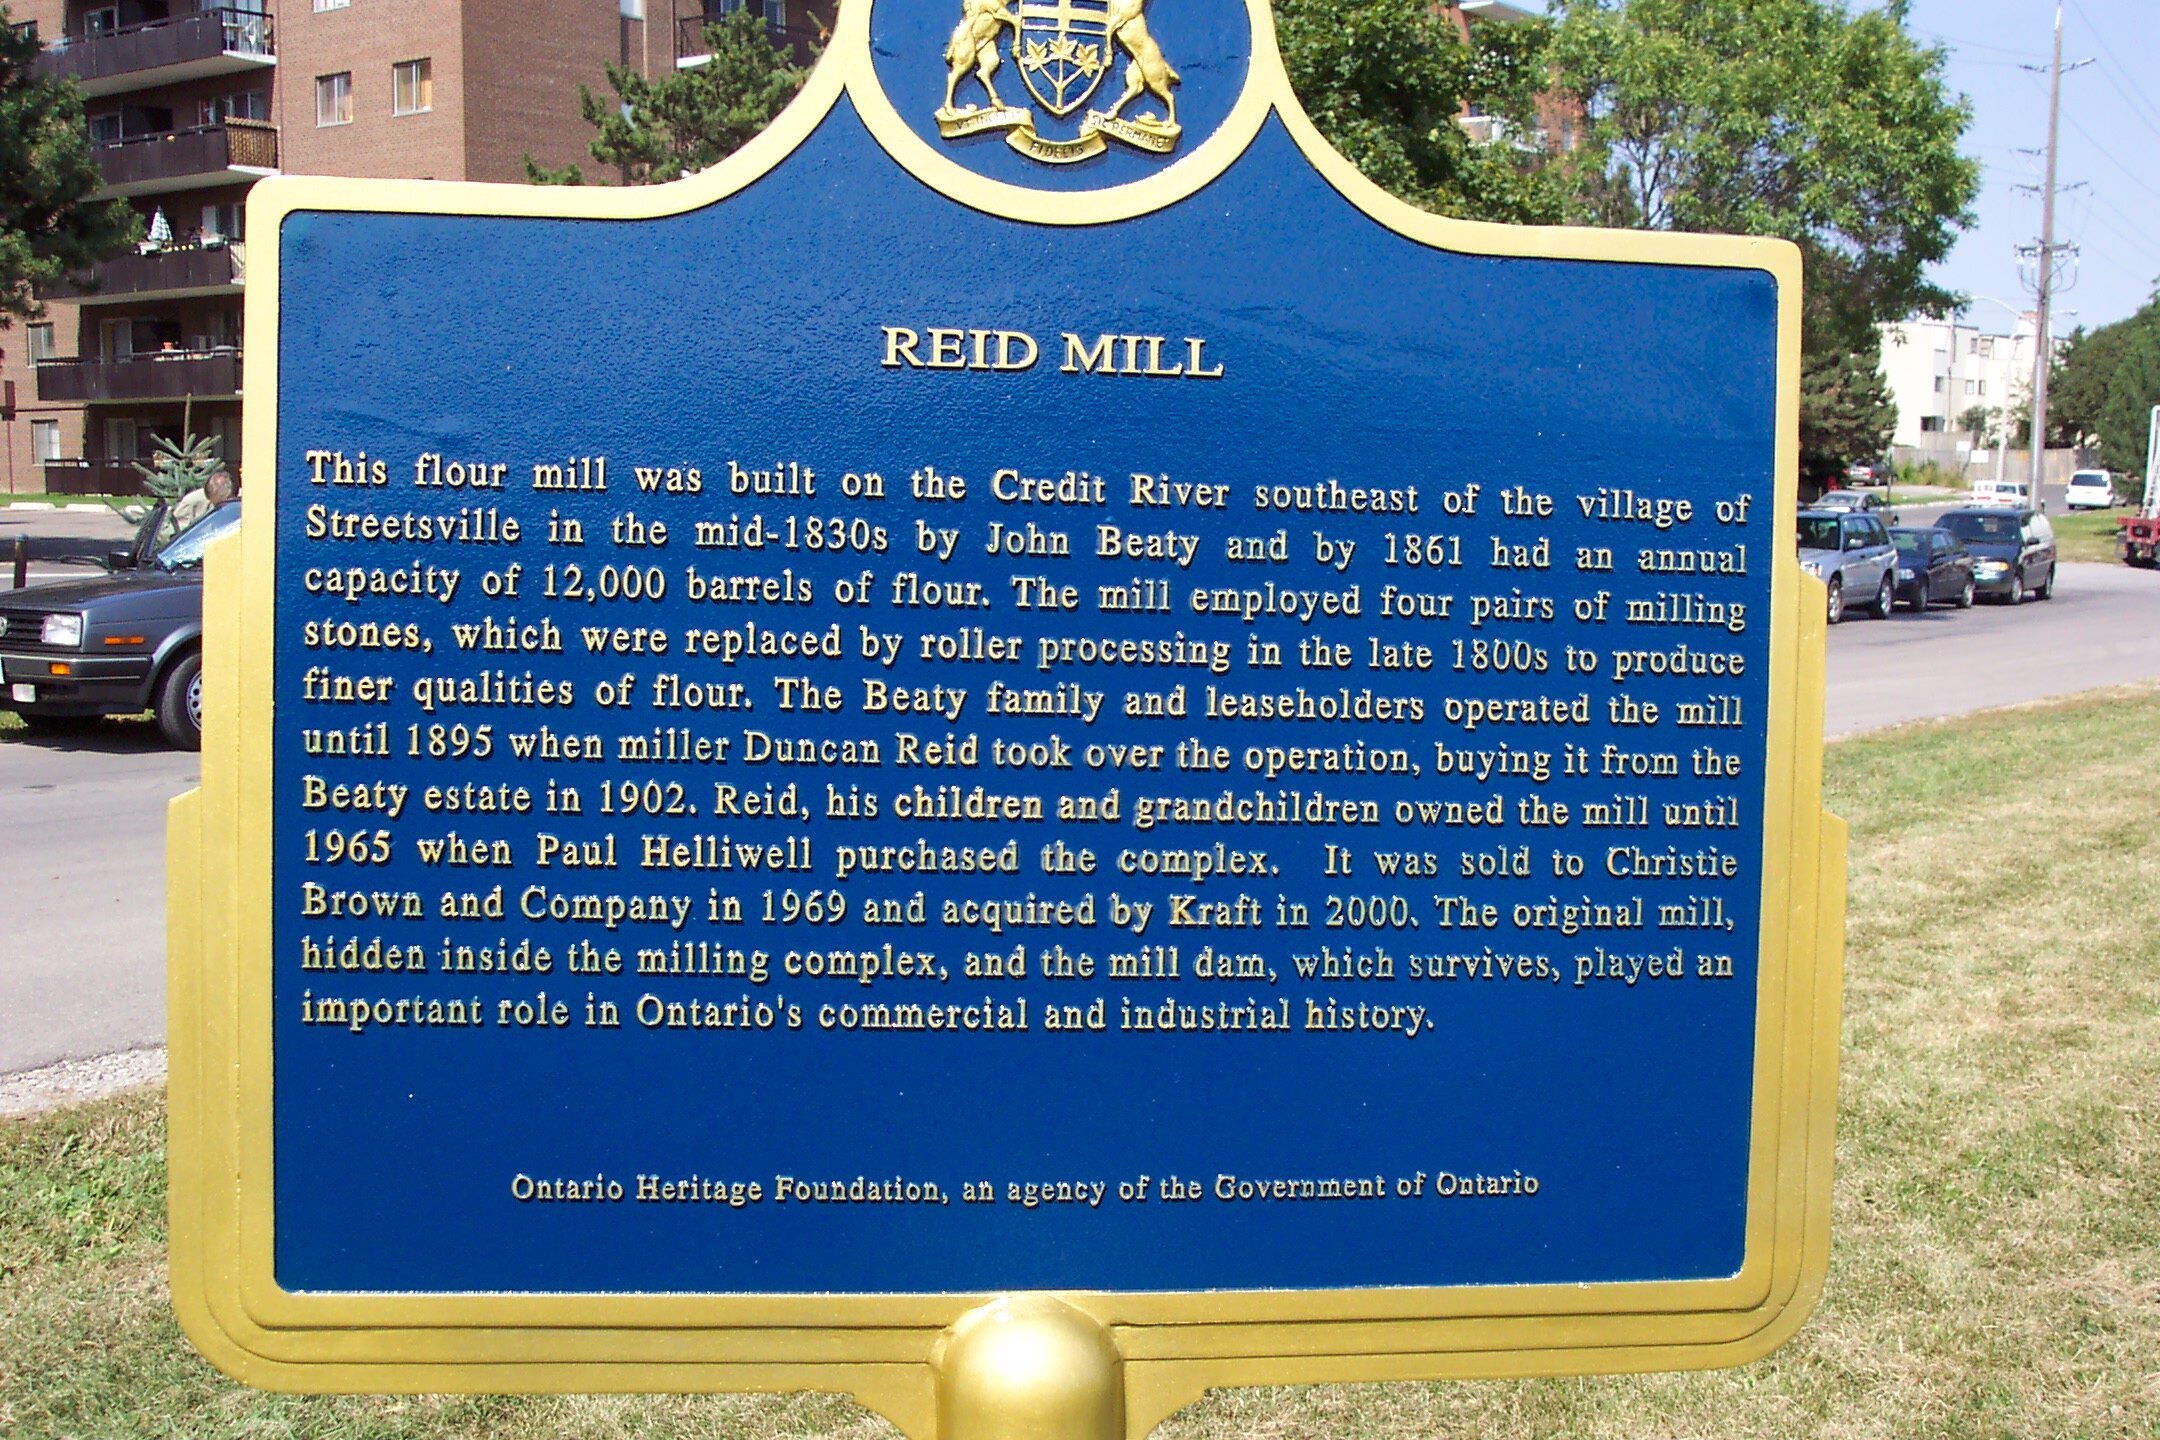 VT INCEPIT
FIDELIS
SIC PERMANET
REID MILL
This flour mill was built on the Credit River southeast of the village of
Streetsville in the mid-1830s by John Beaty and by 1861 had an annual
capacity of 12,000 barrels of flour. The mill employed four pairs of milling
stones, which were replaced by roller processing in the late 1800s to produce
finer qualities of flour. The Beaty family and leaseholders operated the mill
until 1895 when miller Duncan Reid took over the operation, buying it from the
Beaty estate in 1902. Reid, his children and grandchildren owned the mill until
1965 when Paul Helliwell purchased the complex. It was sold to Christie
Brown and Company in 1969 and acquired by Kraft in 2000. The original mill,
hidden inside the milling complex, and the mill dam, which survives, played an
important role in Ontario's commercial and industrial history.
Ontario Heritage Foundation, an agency of the Government of Ontario